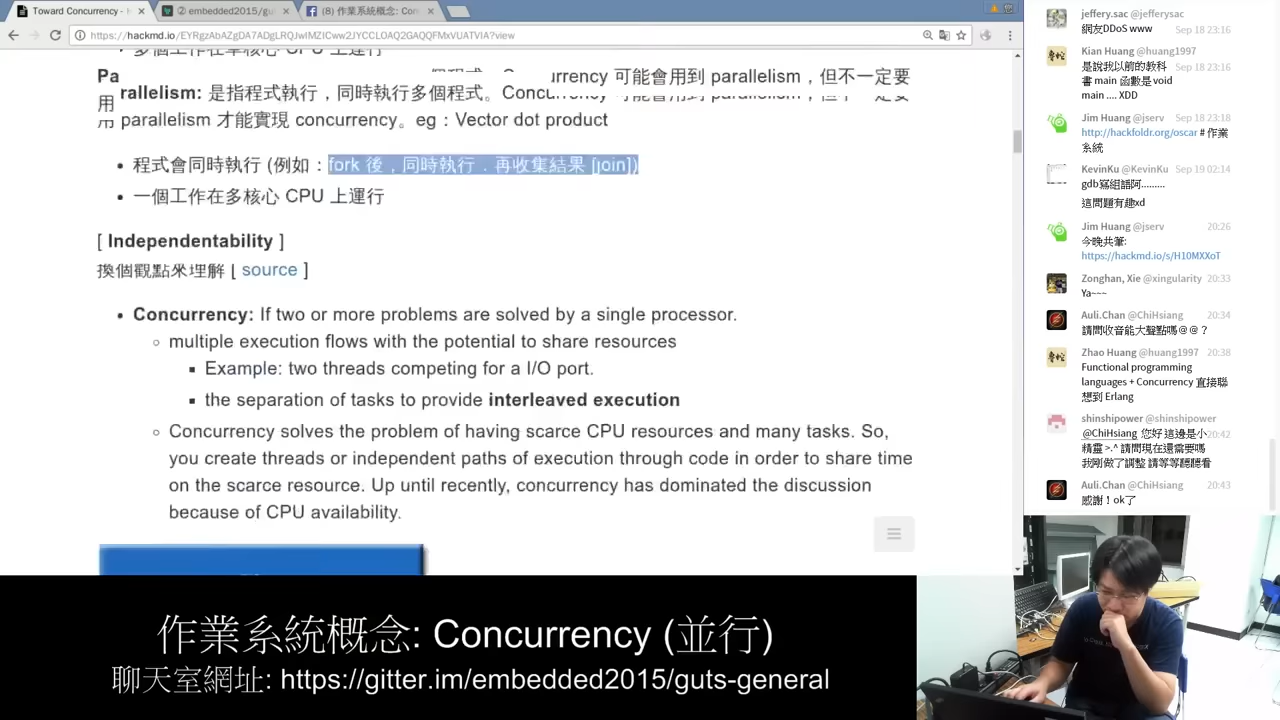 Toward Concurrency -
② embedded2015/gut
(8) 作業系統概念: Con
https://hackmd.io/EYRgzAbAZgDA7ADgLRQJwIMZICww2JYCCLOAQ2GAQQFMxVUATVIA?view
多個工作在單核心 CPU 上運行
Pa
rallelism: 是指程式執行，同時執行多個程式。Concurrency 可能會用到 parallelism，但不一定要
用 parallelism 才能實現 concurrency。eg：Vector dot product
程式會同時執行 (例如：fork 後，同時執行．再收集結果 [join])
一個工作在多核心 CPU 上運行
[ Independentability ]
換個觀點來理解 [ source ]
Concurrency: If two or more problems are solved by a single processor.
multiple execution flows with the potential to share resources
Example: two threads competing for a I/O port.
the separation of tasks to provide interleaved execution
Concurrency solves the problem of having scarce CPU resources and many tasks. So,
you create threads or independent paths of execution through code in order to share time
on the scarce resource. Up until recently, concurrency has dominated the discussion
because of CPU availability.
作業系統概念: Concurrency (並行)
聊天室網址: https://gitter.im/embedded2015/guts-general
jeffery.sac @jefferysac
網友DDoS www Sep 18 23:16
Kian Huang @huang1997
是說我以前的教科 Sep 18 23:16
書 main 函數是 void
main .... XDD
Jim Huang @jserv Sep 18 23:18
http://hackfoldr.org/oscar # 作業
系統
KevinKu @KevinKu Sep 19 02:14
gdb寫組語阿.........
這問題有趣xd
Jim Huang @jserv 20:26
今晚共筆:
https://hackmd.io/s/H10MXXoT
Zonghan, Xie @xingularity 20:33
Ya~~~
Auli.Chan @ChiHsiang 20:34
請問收音能大聲點嗎＠＠？
Zhao Huang @huang1997 20:38
Functional programming
languages + Concurrency 直接聯
想到 Erlang
shinshipower @shinshipower
@ChiHsiang 您好 這邊是小 20:42
精靈 >.^ 請問現在還需要嗎
我剛做了調整 請等等聽聽看
Auli.Chan @ChiHsiang 20:43
感謝！ok了